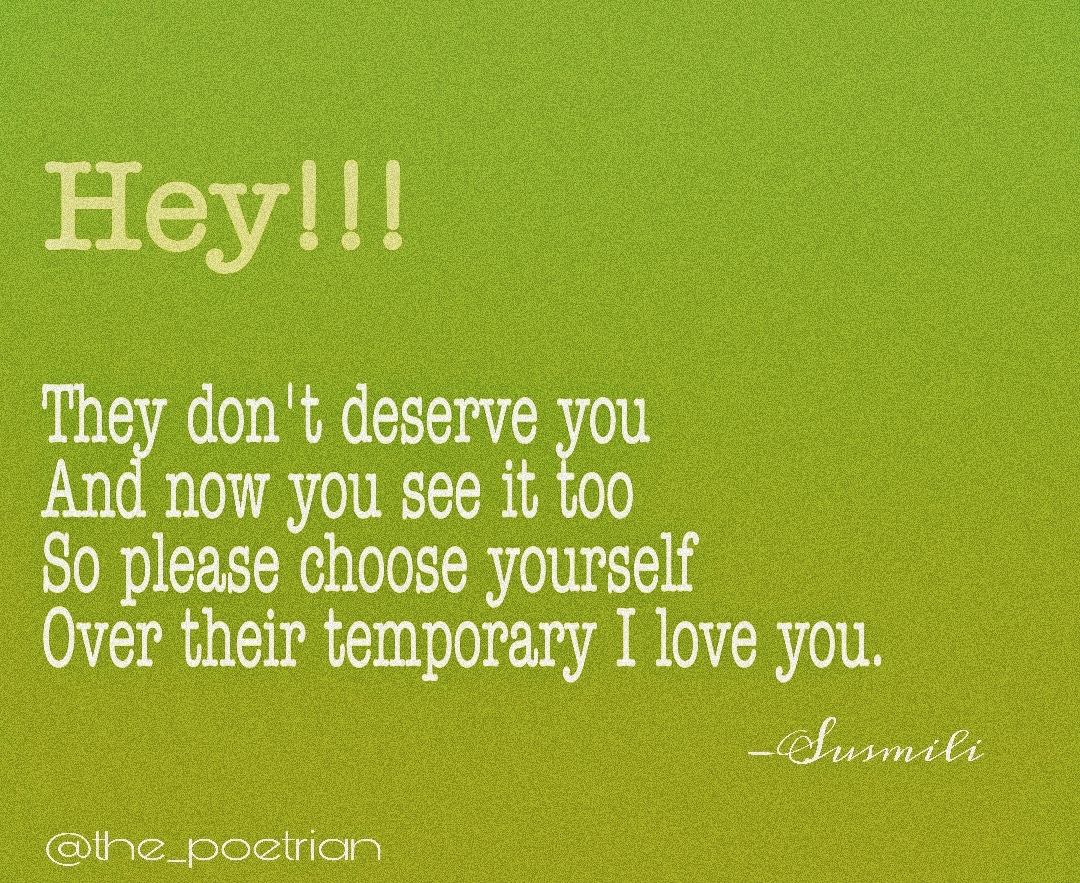 Hey!!!
They don't deserve you
And now you see it too
So please choose yourself
Over their temporary I love you.
-Susmili
@the_poetrian